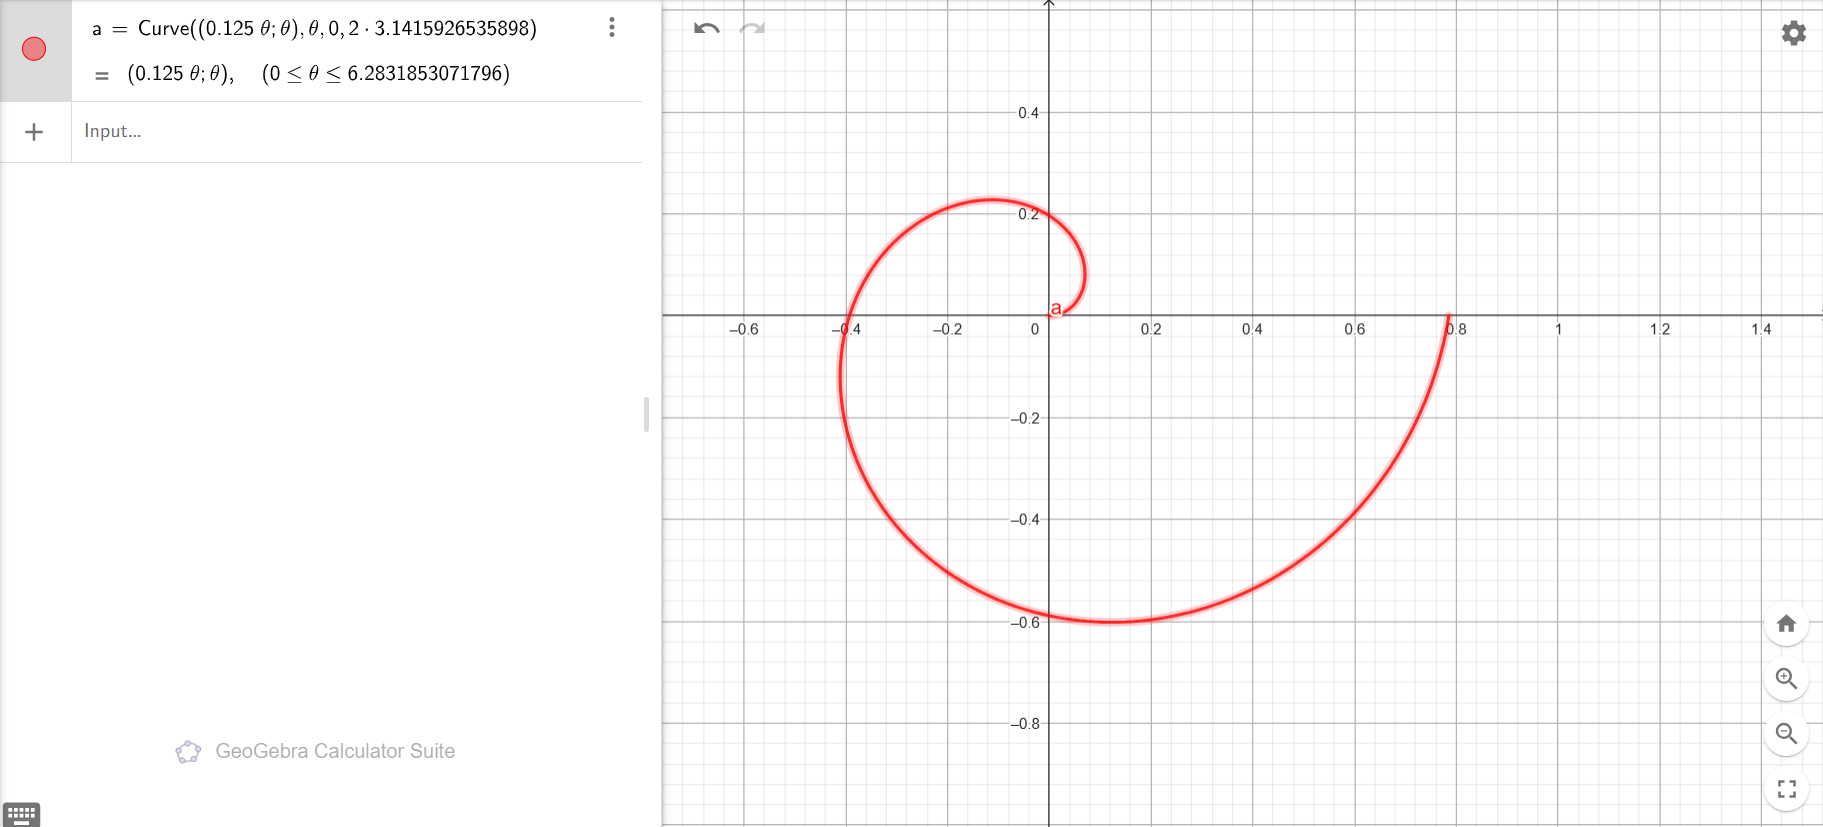 a = Curve((0.125 θ; θ), θ, 0, 2 · 3.1415926535898)
= (0.125 θ; θ), (0 ≤ θ ≤ 6.2831853071796)
+ Input...
GeoGebra Calculator Suite
0.4
0.2
a
–0.6 –0.4 –0.2 0 0.2 0.4 0.6 0.8 1 1.2 1.4
–0.2
–0.4
–0.6
–0.8